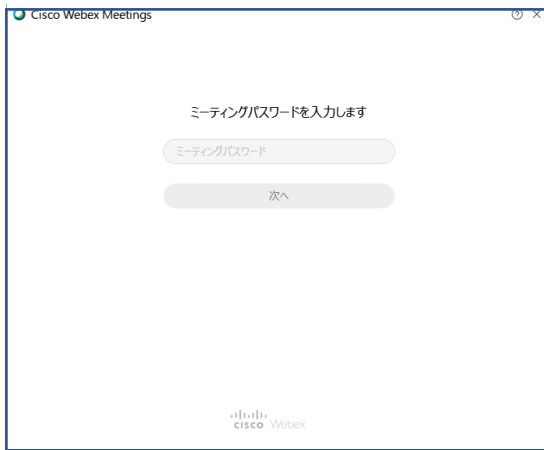 Cisco Webex Meetings
ミーティングパスワードを入力します
ミーティングパスワード
次へ
CISCO Webex